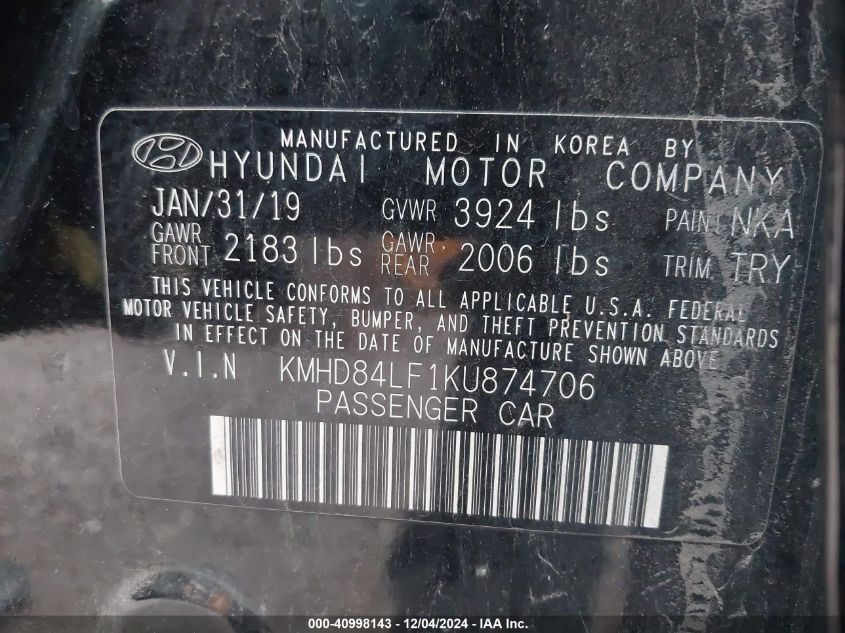 MANUFACTURED IN KOREA BY
HYUNDAI MOTOR COMPANY
JAN/31/19 GVWR 3924 lbs PAINT NKA
GAWR FRONT 2183 lbs GAWR REAR 2006 lbs TRIM TRY
THIS VEHICLE CONFORMS TO ALL APPLICABLE U.S.A. FEDERAL
MOTOR VEHICLE SAFETY, BUMPER, AND THEFT PREVENTION STANDARDS
IN EFFECT ON THE DATE OF MANUFACTURE SHOWN ABOVE
V.I.N KMHD84LF1KU874706
PASSENGER CAR
000-40998143 - 12/04/2024 - IAA Inc.